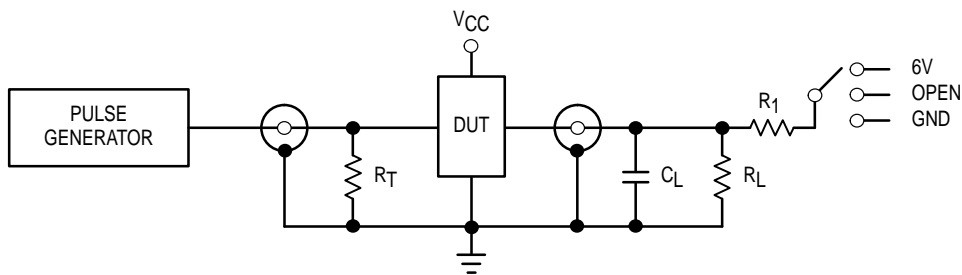 VCC
PULSE
GENERATOR
DUT
RT
CL
RL
R1
6V
OPEN
GND